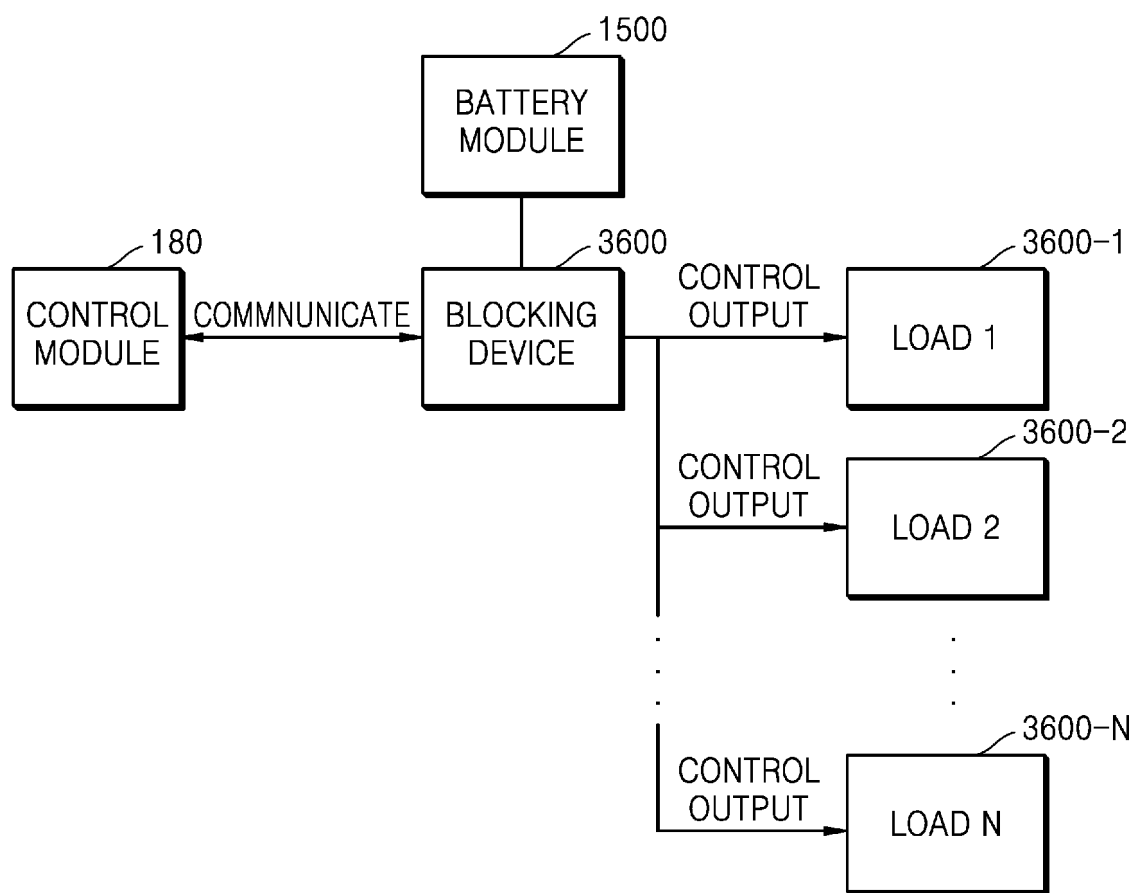 1500
BATTERY
MODULE
180
CONTROL
MODULE
COMMNUNICATE
3600
BLOCKING
DEVICE
CONTROL
OUTPUT
3600-1
LOAD 1
CONTROL
OUTPUT
3600-2
LOAD 2
CONTROL
OUTPUT
3600-N
LOAD N